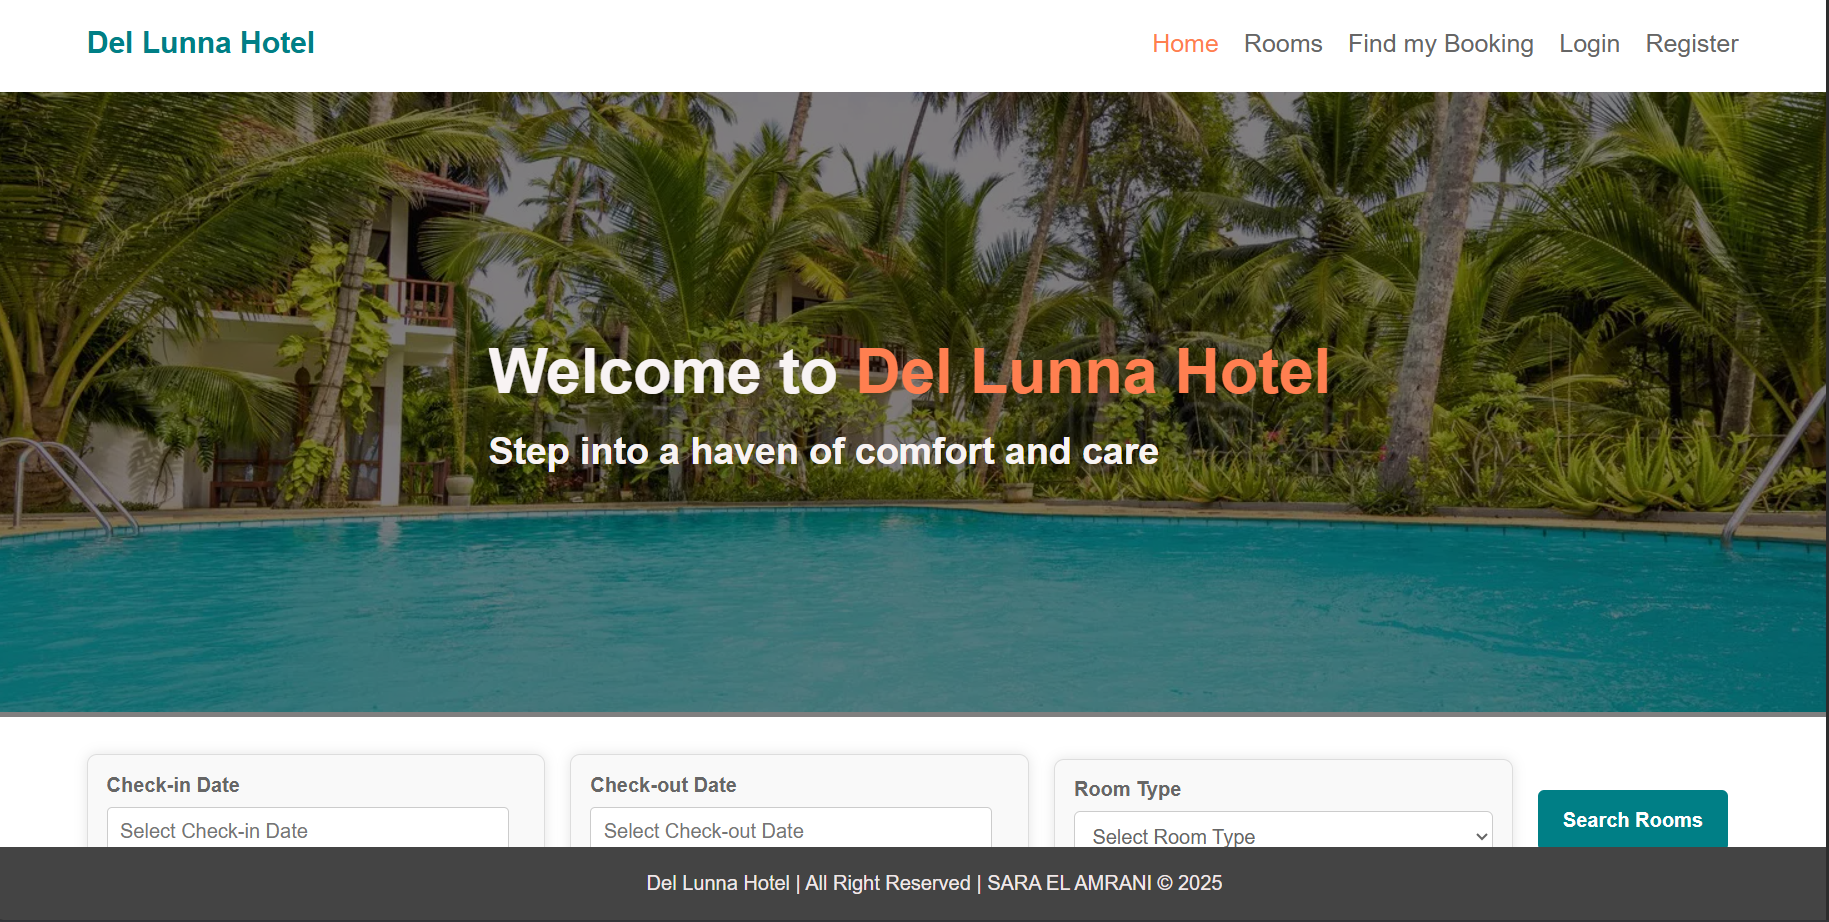 Del Lunna Hotel
Home Rooms Find my Booking Login Register
Welcome to Del Lunna Hotel
Step into a haven of comfort and care
Check-in Date
Select Check-in Date
Check-out Date
Select Check-out Date
Room Type
Select Room Type
Search Rooms
Del Lunna Hotel | All Right Reserved | SARA EL AMRANI © 2025